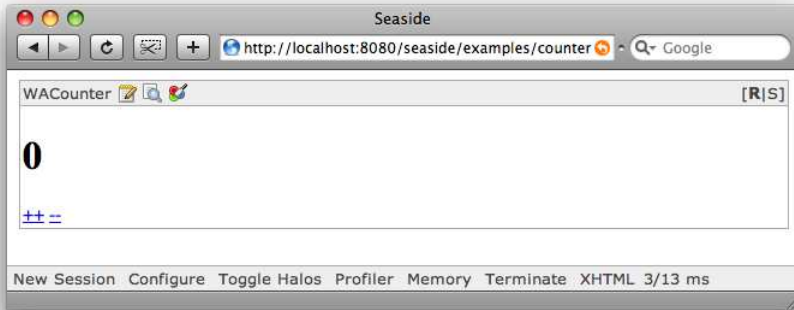 Seaside
http://localhost:8080/seaside/examples/counter Google
WACounter [R|S]
0
++ --
New Session Configure Toggle Halos Profiler Memory Terminate XHTML 3/13 ms